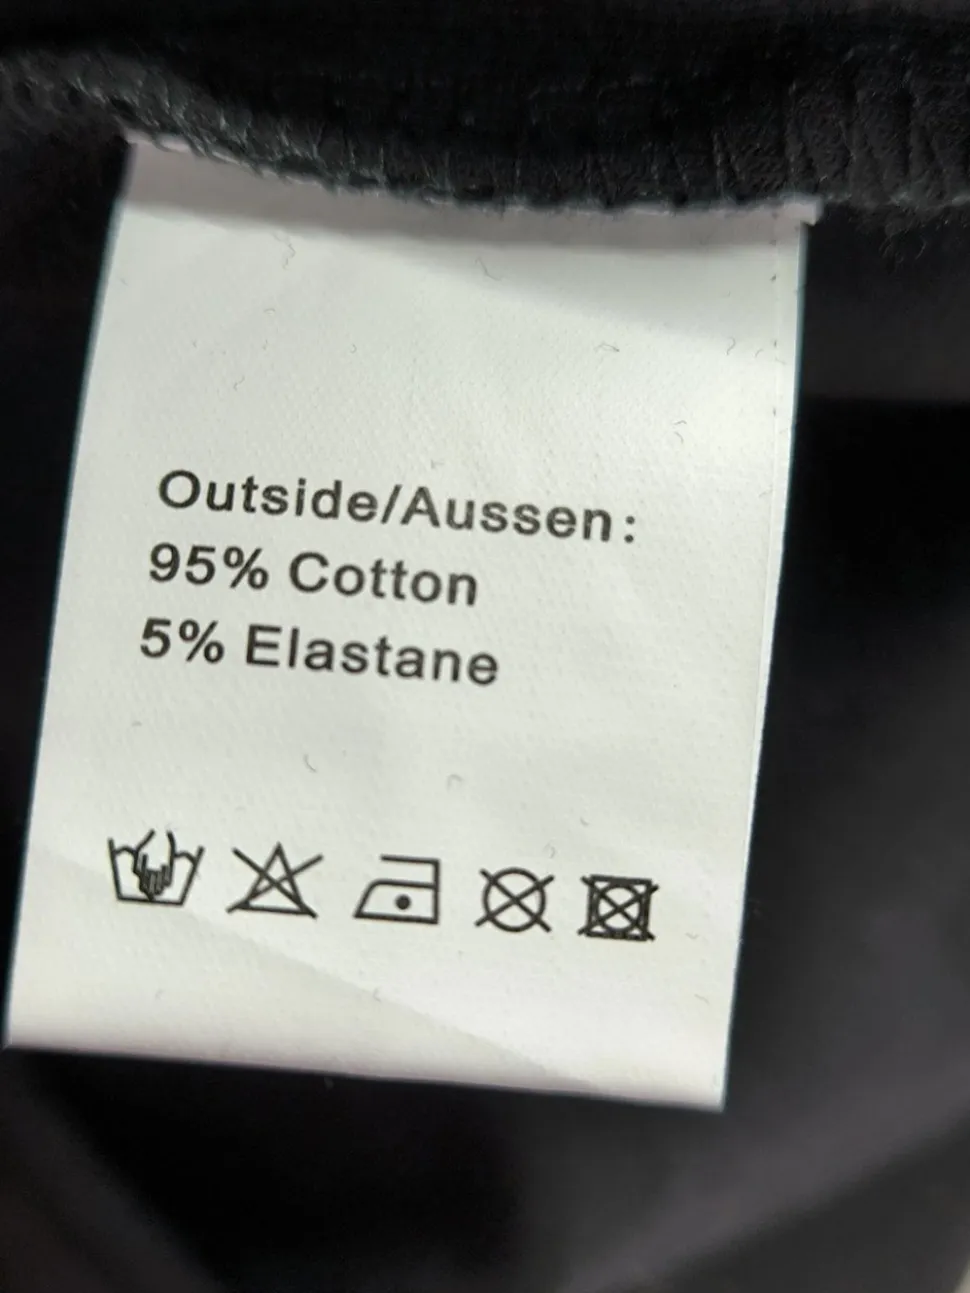 Outside/Aussen:
95% Cotton
5% Elastane